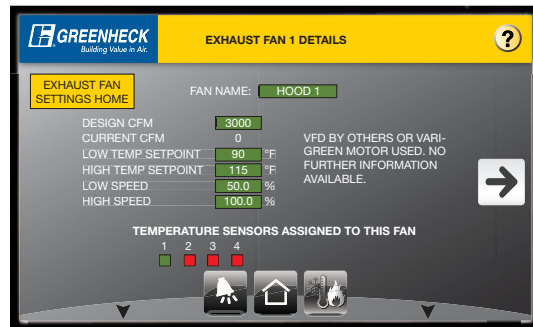 GREENHECK
Building Value in Air.
EXHAUST FAN 1 DETAILS
?
EXHAUST FAN
SETTINGS HOME
FAN NAME: HOOD 1
DESIGN CFM 3000
CURRENT CFM 0
LOW TEMP SETPOINT 90 °F
HIGH TEMP SETPOINT 115 °F
LOW SPEED 50.0 %
HIGH SPEED 100.0 %
VFD BY OTHERS OR VARI-
GREEN MOTOR USED. NO
FURTHER INFORMATION
AVAILABLE.
TEMPERATURE SENSORS ASSIGNED TO THIS FAN
1 2 3 4